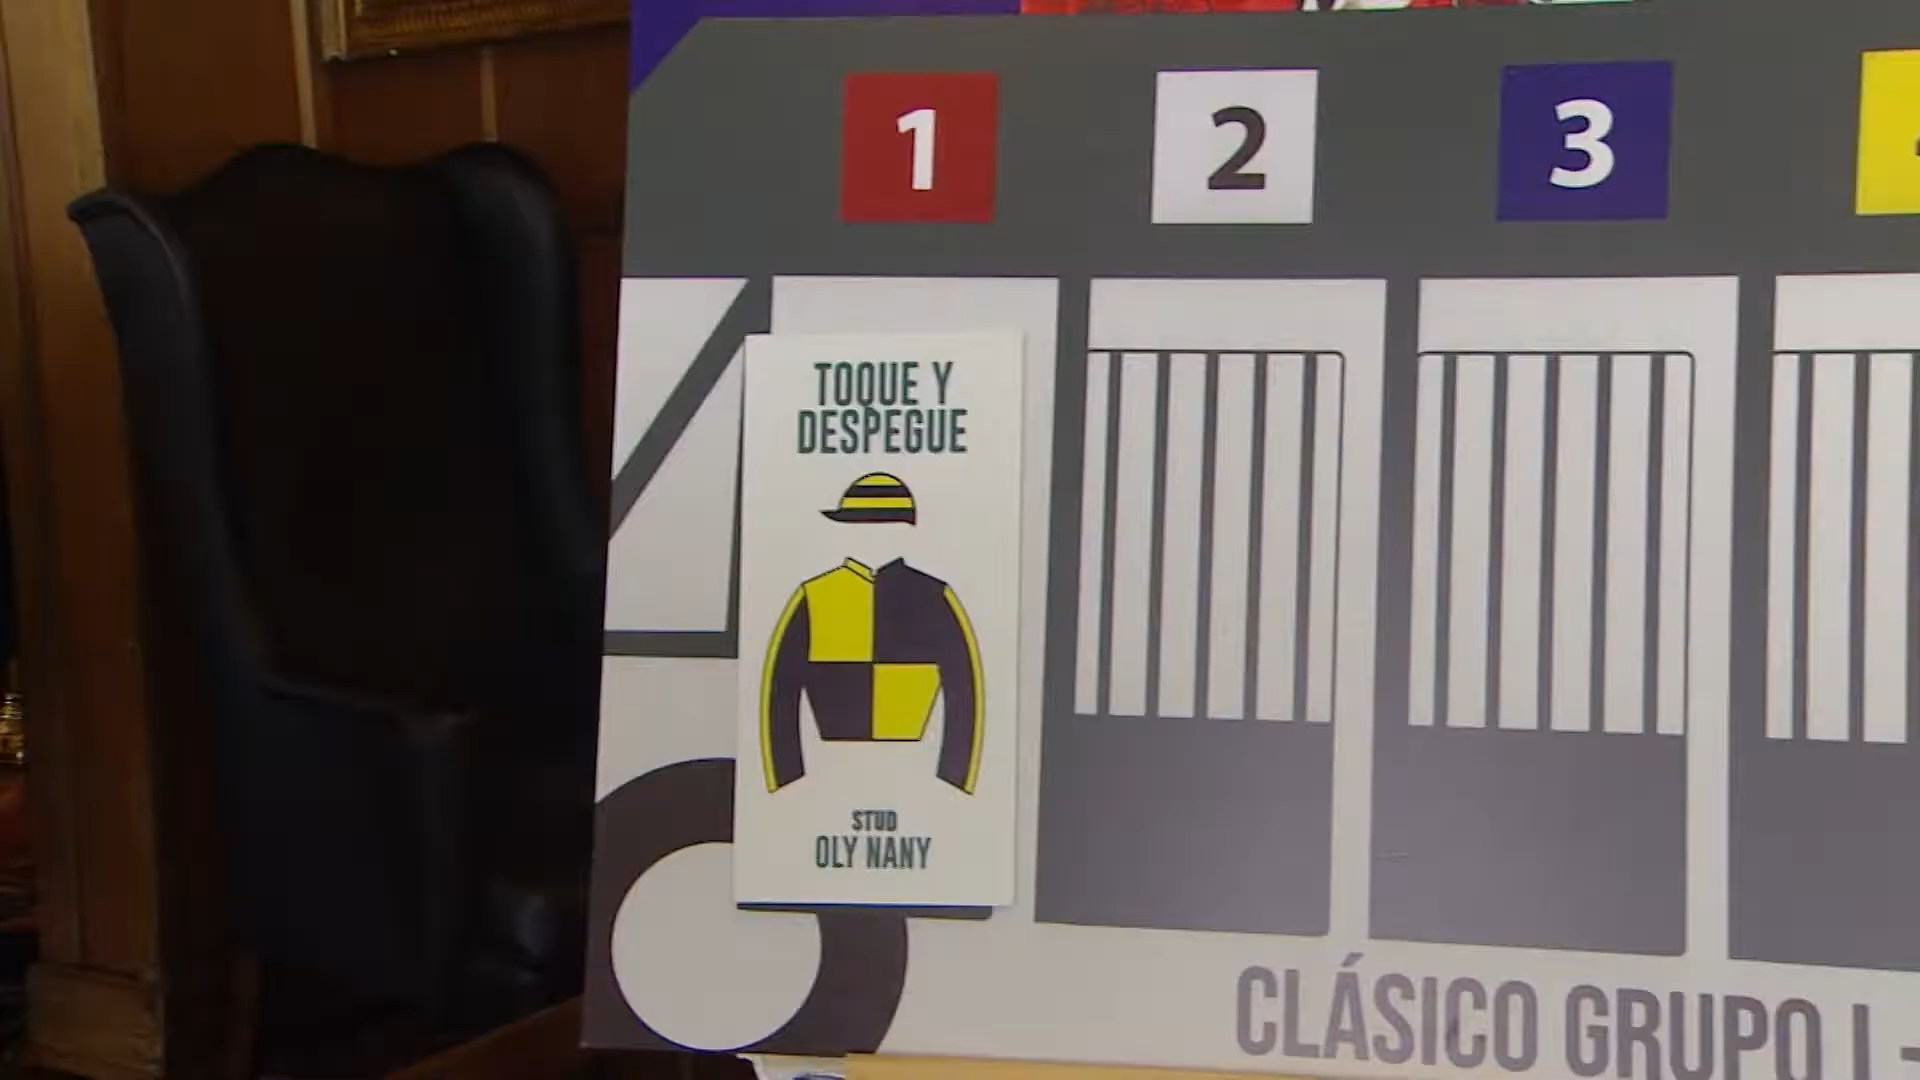 1
2
3
TOQUE Y
DESPEGUE
STUD
OLY NANY
CLÁSICO GRUPO I -